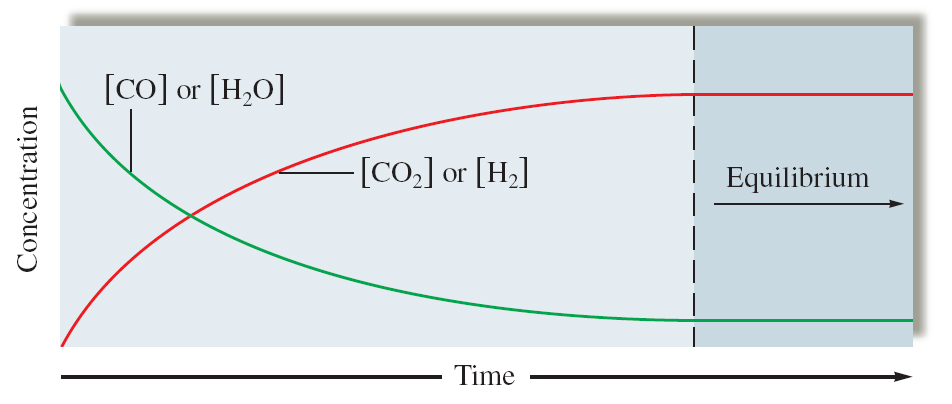 [CO] or [H₂O]
[CO₂] or [H₂]
Equilibrium
Concentration
Time